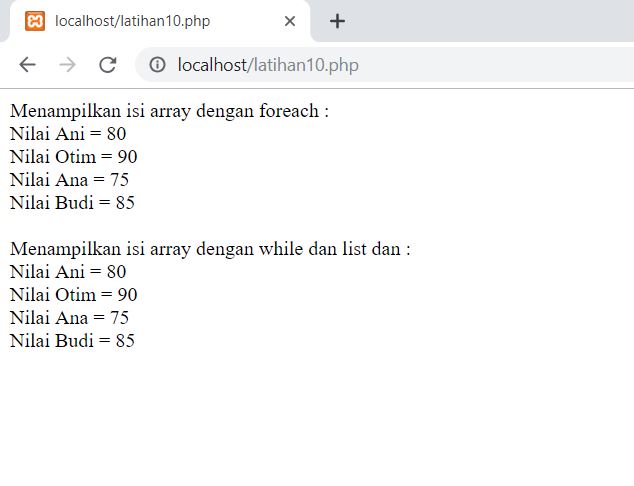 localhost/latihan10.php
localhost/latihan10.php
Menampilkan isi array dengan foreach :
Nilai Ani = 80
Nilai Otim = 90
Nilai Ana = 75
Nilai Budi = 85
Menampilkan isi array dengan while dan list dan :
Nilai Ani = 80
Nilai Otim = 90
Nilai Ana = 75
Nilai Budi = 85